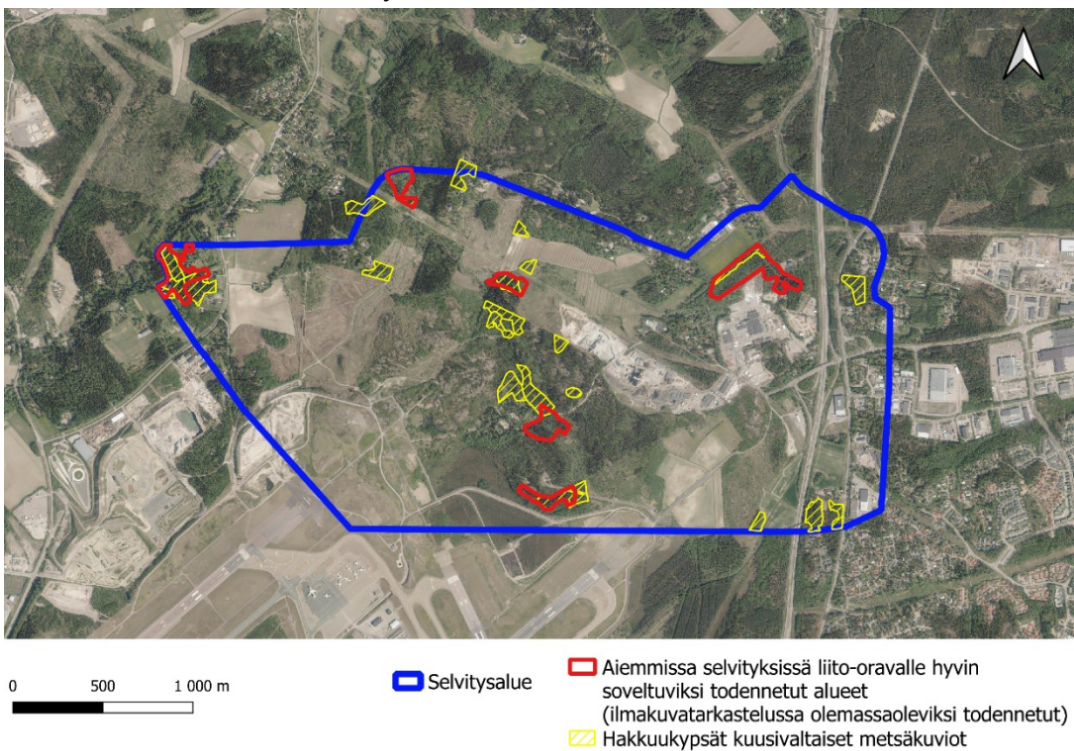 0 500 1 000 m
Selvitysalue
Aiemmissa selvityksissä liito-oravalle hyvin
soveltuviksi todennetut alueet
(ilmakuvatarkastelussa olemassaoleviksi todennetut)
Hakkuukypsät kuusivaltaiset metsäkuviot